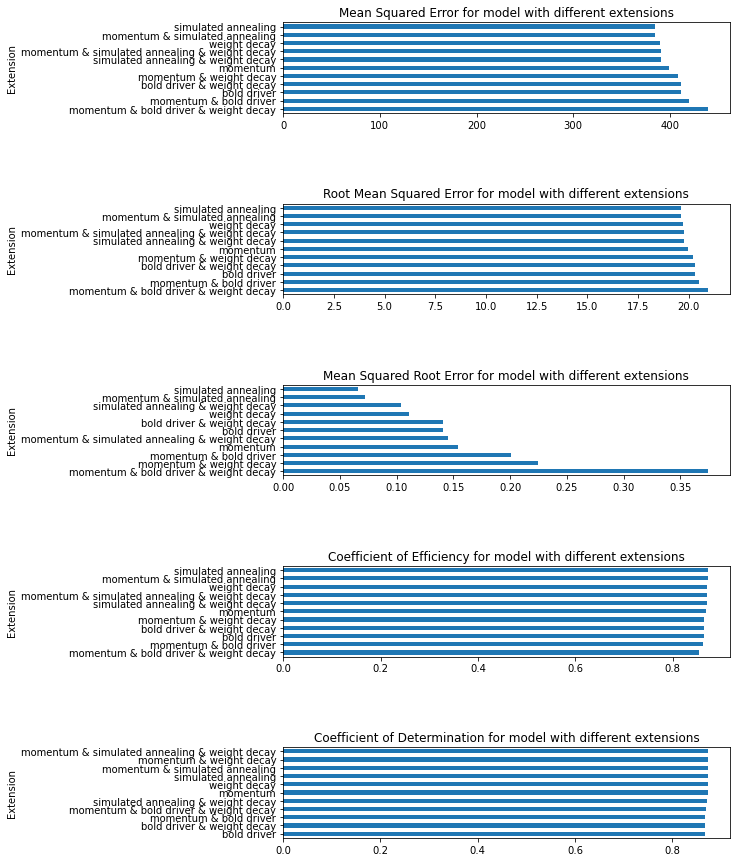 Mean Squared Error for model with different extensions
Extension
simulated annealing
momentum & simulated annealing
weight decay
momentum & simulated annealing & weight decay
simulated annealing & weight decay
momentum
momentum & weight decay
bold driver & weight decay
bold driver
momentum & bold driver
momentum & bold driver & weight decay
0 100 200 300 400
Root Mean Squared Error for model with different extensions
Extension
simulated annealing
momentum & simulated annealing
weight decay
momentum & simulated annealing & weight decay
simulated annealing & weight decay
momentum
momentum & weight decay
bold driver & weight decay
bold driver
momentum & bold driver
momentum & bold driver & weight decay
0.0 2.5 5.0 7.5 10.0 12.5 15.0 17.5 20.0
Mean Squared Root Error for model with different extensions
Extension
simulated annealing
momentum & simulated annealing
simulated annealing & weight decay
weight decay
bold driver & weight decay
bold driver
momentum & simulated annealing & weight decay
momentum
momentum & bold driver
momentum & weight decay
momentum & bold driver & weight decay
0.00 0.05 0.10 0.15 0.20 0.25 0.30 0.35
Coefficient of Efficiency for model with different extensions
Extension
simulated annealing
momentum & simulated annealing
weight decay
momentum & simulated annealing & weight decay
simulated annealing & weight decay
momentum
momentum & weight decay
bold driver & weight decay
bold driver
momentum & bold driver
momentum & bold driver & weight decay
0.0 0.2 0.4 0.6 0.8
Coefficient of Determination for model with different extensions
Extension
momentum & simulated annealing & weight decay
momentum & weight decay
momentum & simulated annealing
simulated annealing
weight decay
momentum
simulated annealing & weight decay
momentum & bold driver & weight decay
momentum & bold driver
bold driver & weight decay
bold driver
0.0 0.2 0.4 0.6 0.8